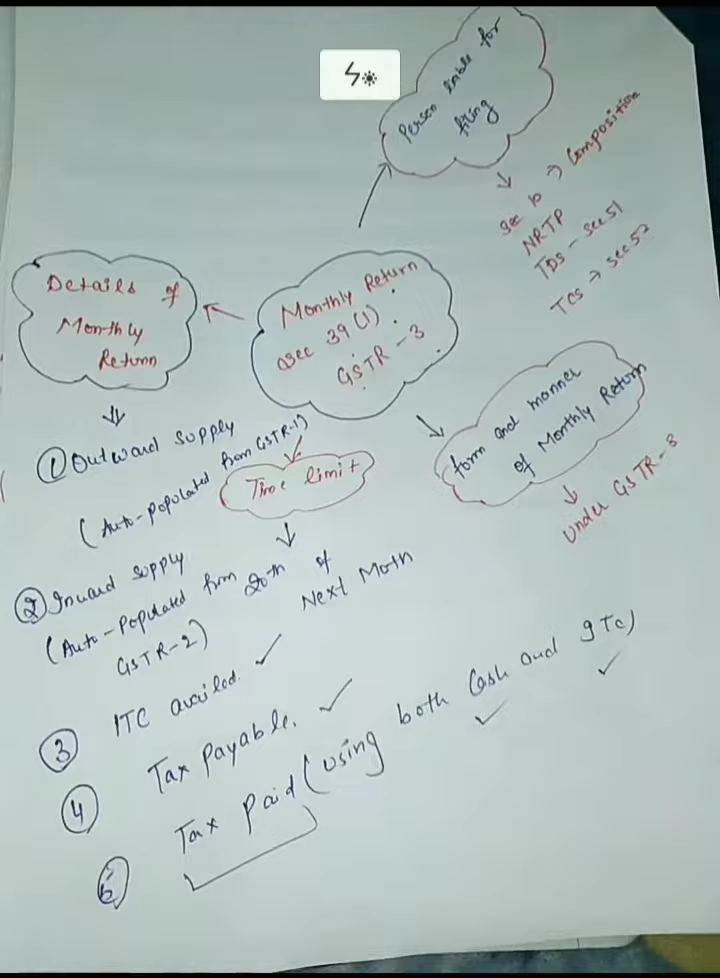 Person liable for
filing
Sec 10 → Composition
NRTP
TDS - Sec 51
TCS → Sec 52
Monthly Return
Sec 39 (1)
GSTR - 3
Details of
Monthly
Return
form and manner
of Monthly Return
under GSTR - 3
Time limit
20th of
Next Moth
① Outward supply
(Auto-populated from GSTR-1)
② Inward supply
(Auto-populated from
GSTR-2)
③ ITC availed. ✓
④ Tax payable. ✓
Tax paid (using both Cash and ITC)